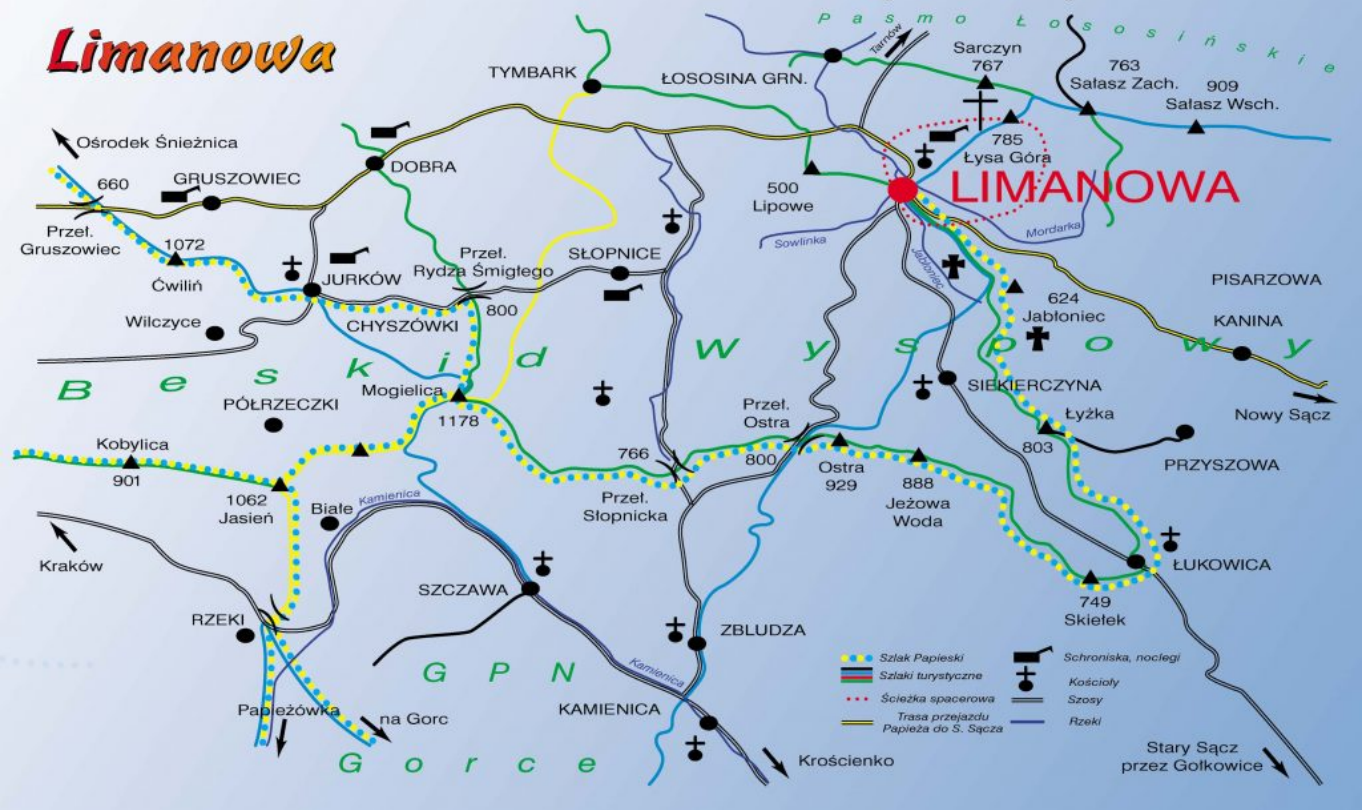 Limanowa
Pasmo Łososińskie
Tarnów
Sarczyn
767
763
Sałasz Zach.
909
Sałasz Wsch.
TYMBARK
ŁOSOSINA GRN.
Ośrodek Śnieżnica
660
GRUSZOWIEC
DOBRA
785
Łysa Góra
500
Lipowe
LIMANOWA
Przeł.
Gruszowiec
1072
Ćwiliń
JURKÓW
Przeł.
Rydza Śmigłego
800
SŁOPNICE
Sowlinka
Mordarka
Jabłoniec
PISARZOWA
624
Jabłoniec
KANINA
Wilczyce
CHYSZÓWKI
Beskid Wyspowy
Mogielica
1178
PÓŁRZECZKI
SIEKIERCZYNA
Nowy Sącz
Kobylica
901
Przeł.
Ostra
800
Łyżka
803
PRZYSZOWA
766
Przeł.
Słopnicka
Ostra
929
888
Jeżowa
Woda
1062
Jasień
Białe
Kamienica
Kraków
SZCZAWA
ŁUKOWICA
749
Skiełek
RZEKI
ZBLUDZA
GPN
Kamienica
Papieżówka
na Gorc
KAMIENICA
Gorce
Krościenko
Szlak Papieski
Szlaki turystyczne
Ścieżka spacerowa
Trasa przejazdu
Papieża do S. Sącza
Schroniska, noclegi
Kościoły
Szosy
Rzeki
Stary Sącz
przez Gołkowice